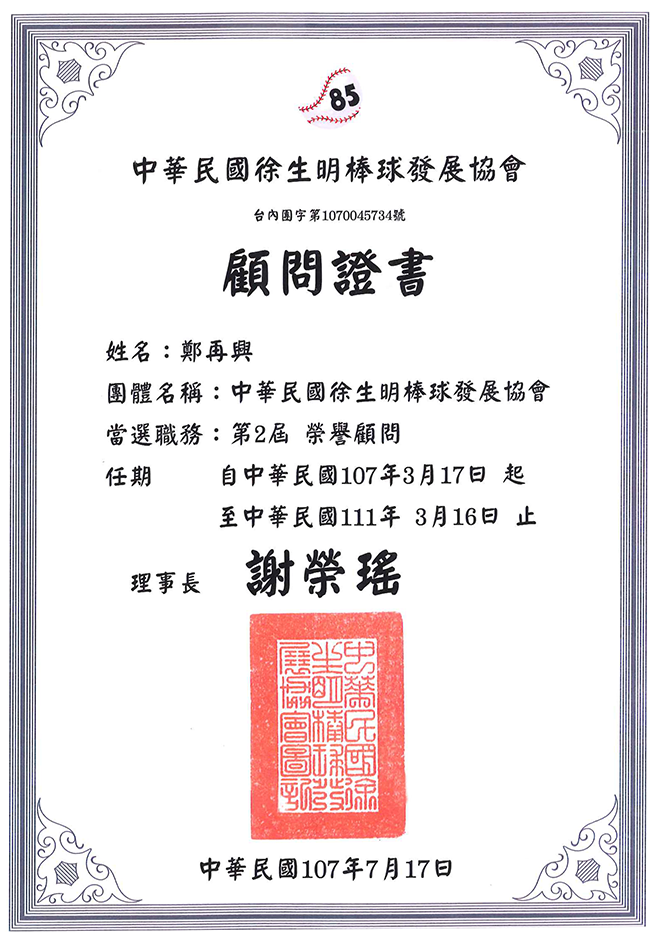 85
中華民國徐生明棒球發展協會
台內團字第1070045734號
顧問證書
姓名：鄭再興
團體名稱：中華民國徐生明棒球發展協會
當選職務：第2屆 榮譽顧問
任期 自中華民國107年3月17日 起
至中華民國111年 3月16日 止
理事長 謝榮瑤
中華民國徐
生明棒球發
展協會圖記
中華民國107年7月17日